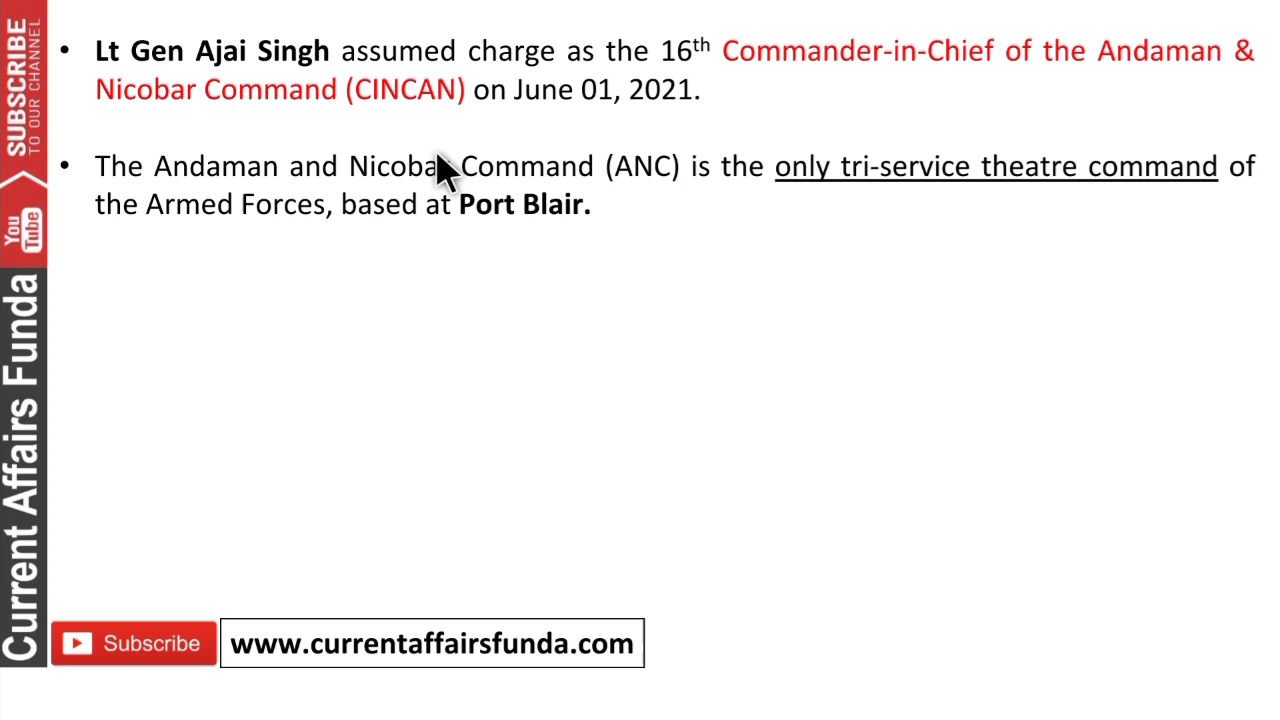 • Lt Gen Ajai Singh assumed charge as the 16th Commander-in-Chief of the Andaman &
Nicobar Command (CINCAN) on June 01, 2021.
• The Andaman and Nicobar Command (ANC) is the only tri-service theatre command of
the Armed Forces, based at Port Blair.
SUBSCRIBE
TO OUR CHANNEL
You
Tube
Current Affairs Funda
Subscribe
www.currentaffairsfunda.com